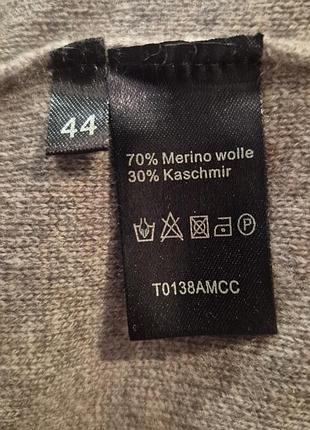 44
70% Merino wolle
30% Kaschmir
P
T0138AMCC